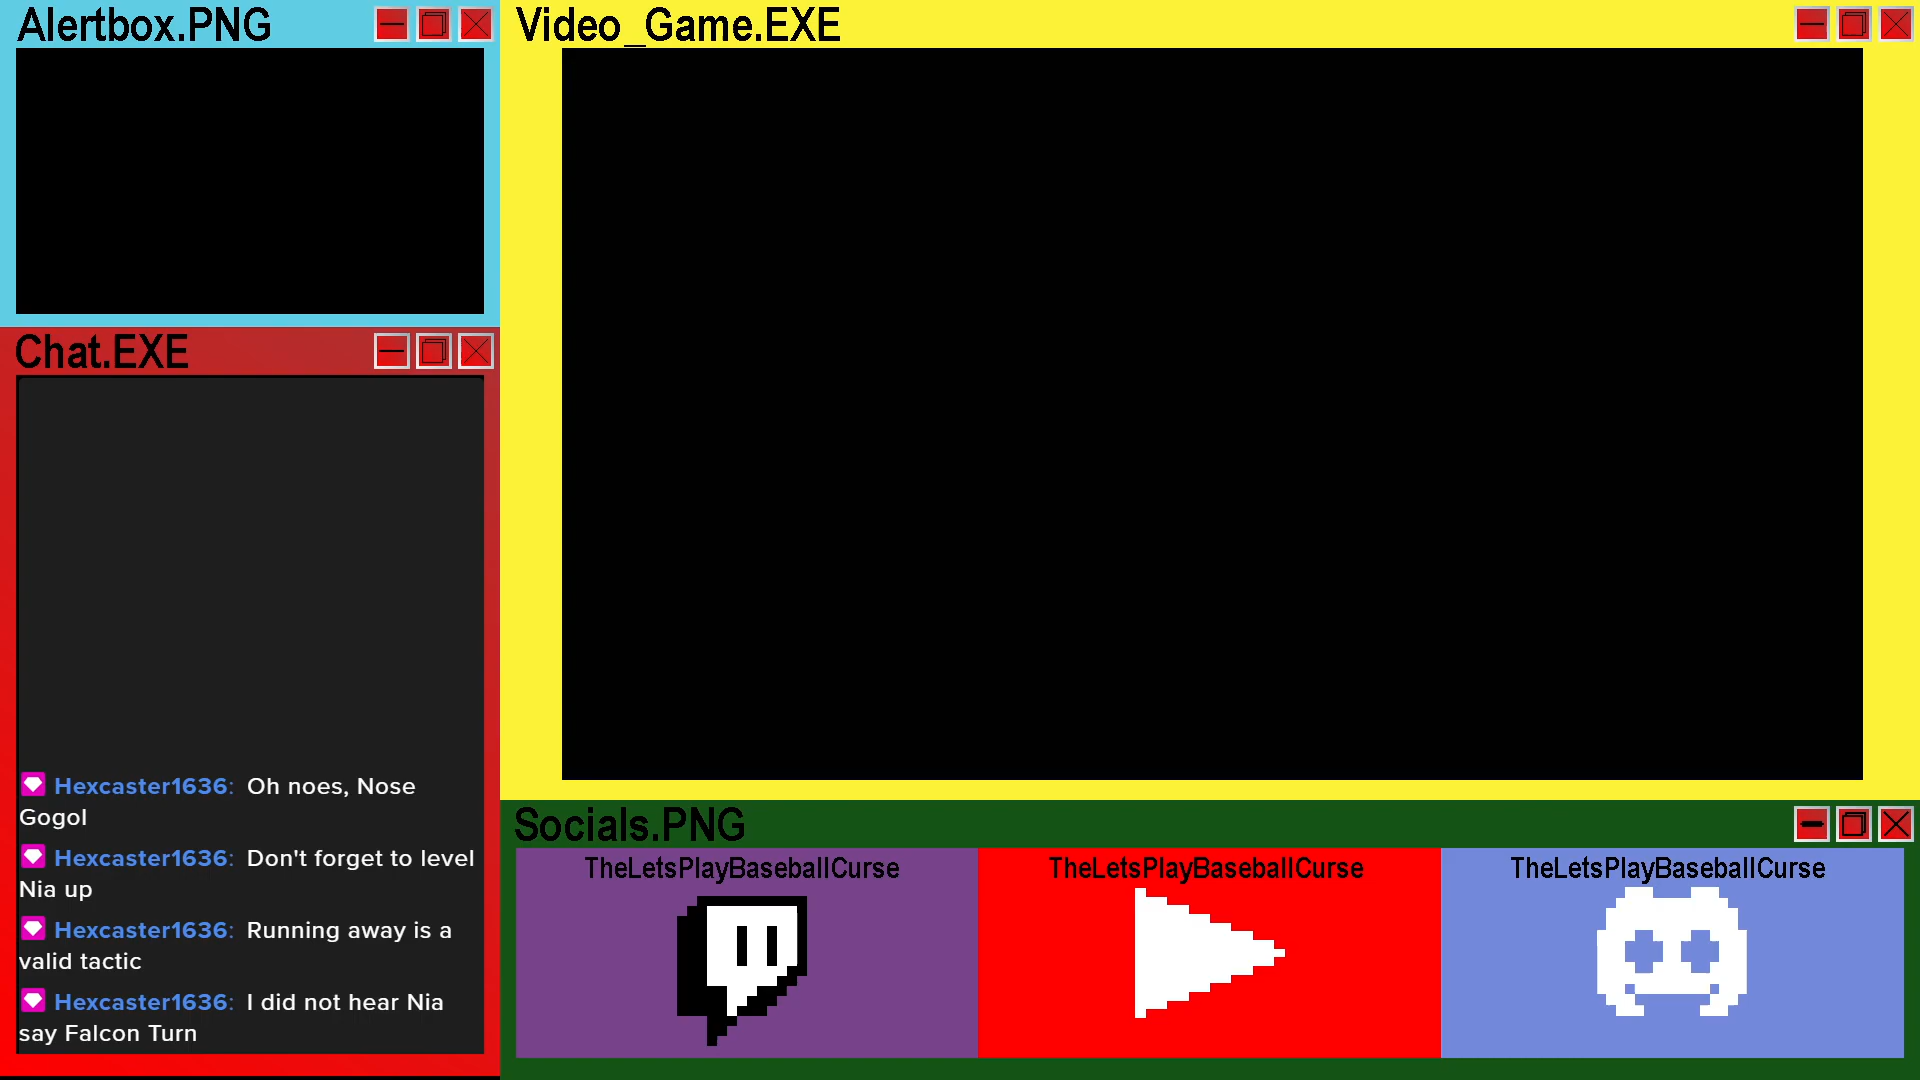 Alertbox.PNG
Video_Game.EXE
Chat.EXE
Hexcaster1636: Oh noes, Nose
Gogol
Hexcaster1636: Don't forget to level
Nia up
Hexcaster1636: Running away is a
valid tactic
Hexcaster1636: I did not hear Nia
say Falcon Turn
Socials.PNG
TheLetsPlayBaseballCurse
TheLetsPlayBaseballCurse
TheLetsPlayBaseballCurse